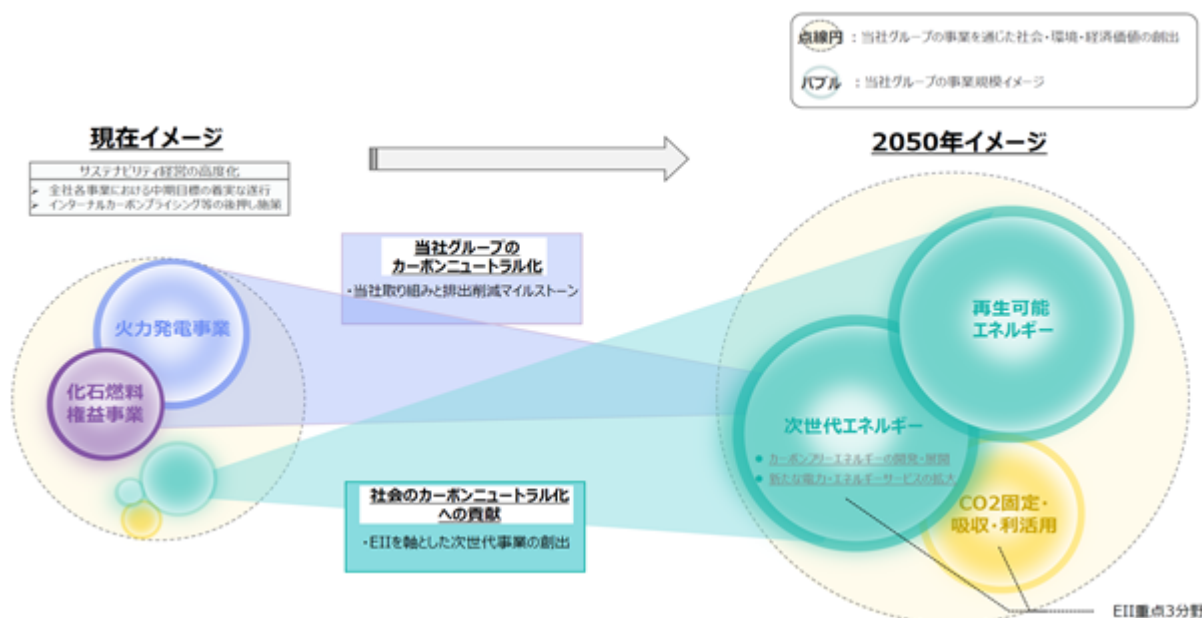 点線円 :当社グループの事業を通じた社会・環境・経済価値の創出
バブル :当社グループの事業規模イメージ
現在イメージ
2050年イメージ
サステナビリティ経営の高度化
➢ 全社各事業における中期目標の着実な遂行
➢ インターナルカーボンプライシング等の後押し施策
当社グループの
カーボンニュートラル化
・当社取り組みと排出削減マイルストーン
火力発電事業
化石燃料
権益事業
再生可能
エネルギー
次世代エネルギー
● カーボンフリーエネルギーの開発・展開
● 新たな電力・エネルギーサービスの拡大
社会のカーボンニュートラル化
への貢献
・EIIを軸とした次世代事業の創出
CO2固定・
吸収・利活用
EII重点3分野